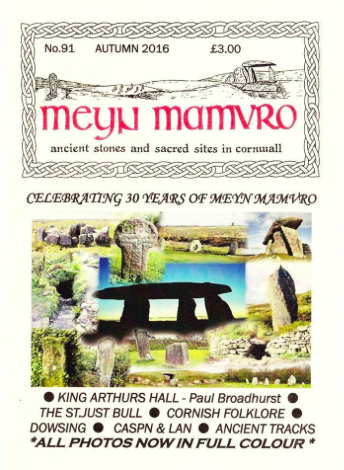 No.91 AUTUMN 2016 £3.00
meyn mamvro
ancient stones and sacred sites in cornwall
CELEBRATING 30 YEARS OF MEYN MAMVRO
● KING ARTHURS HALL - Paul Broadhurst ●
THE ST.JUST BULL ● CORNISH FOLKLORE ●
DOWSING ● CASPN & LAN ● ANCIENT TRACKS
*ALL PHOTOS NOW IN FULL COLOUR *